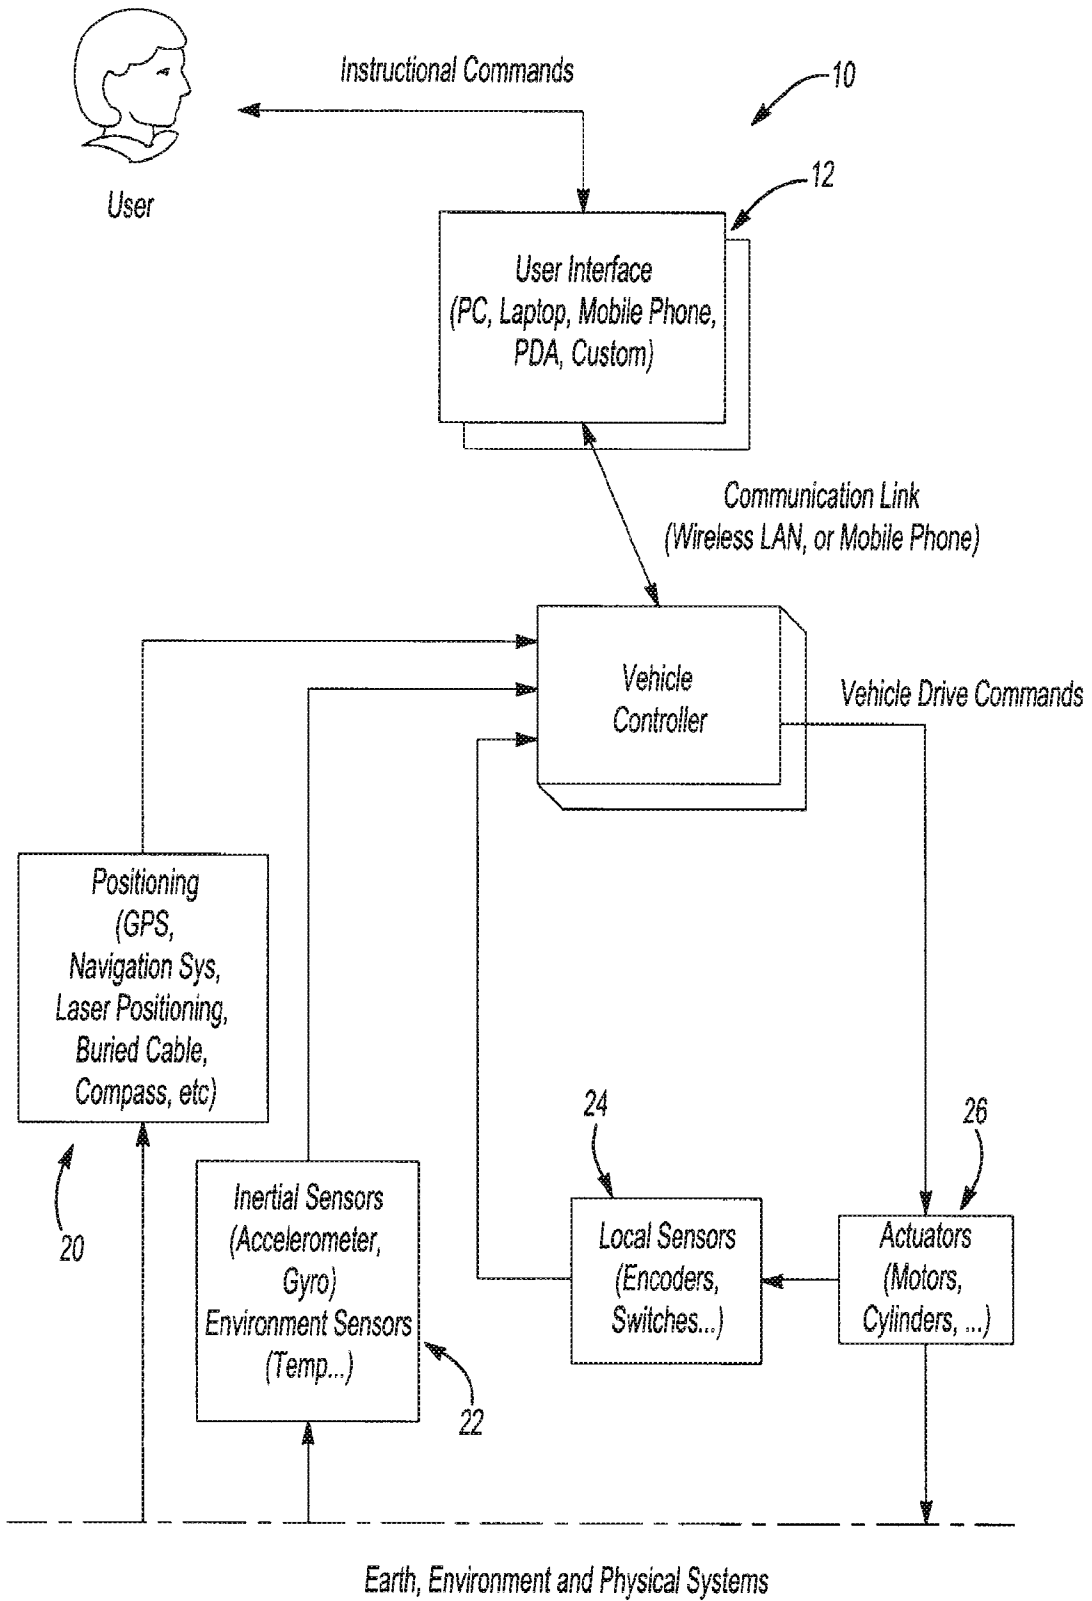 Instructional Commands
10
User
12
User Interface
(PC, Laptop, Mobile Phone,
PDA, Custom)
Communication Link
(Wireless LAN, or Mobile Phone)
Vehicle
Controller
Vehicle Drive Commands
Positioning
(GPS,
Navigation Sys,
Laser Positioning,
Buried Cable,
Compass, etc)
20
Inertial Sensors
(Accelerometer,
Gyro)
Environment Sensors
(Temp...)
22
24
Local Sensors
(Encoders,
Switches...)
26
Actuators
(Motors,
Cylinders, ...)
Earth, Environment and Physical Systems